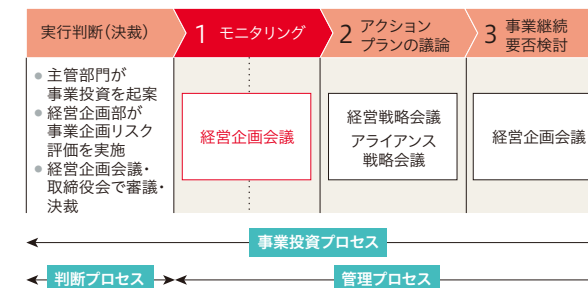 実行判断（決裁）
1 モニタリング
2 アクション
プランの議論
3 事業継続
要否検討
● 主管部門が
事業投資を起案
● 経営企画部が
事業企画リスク
評価を実施
● 経営企画会議・
取締役会で審議・
決裁
経営企画会議
経営戦略会議
アライアンス
戦略会議
経営企画会議
事業投資プロセス
判断プロセス
管理プロセス